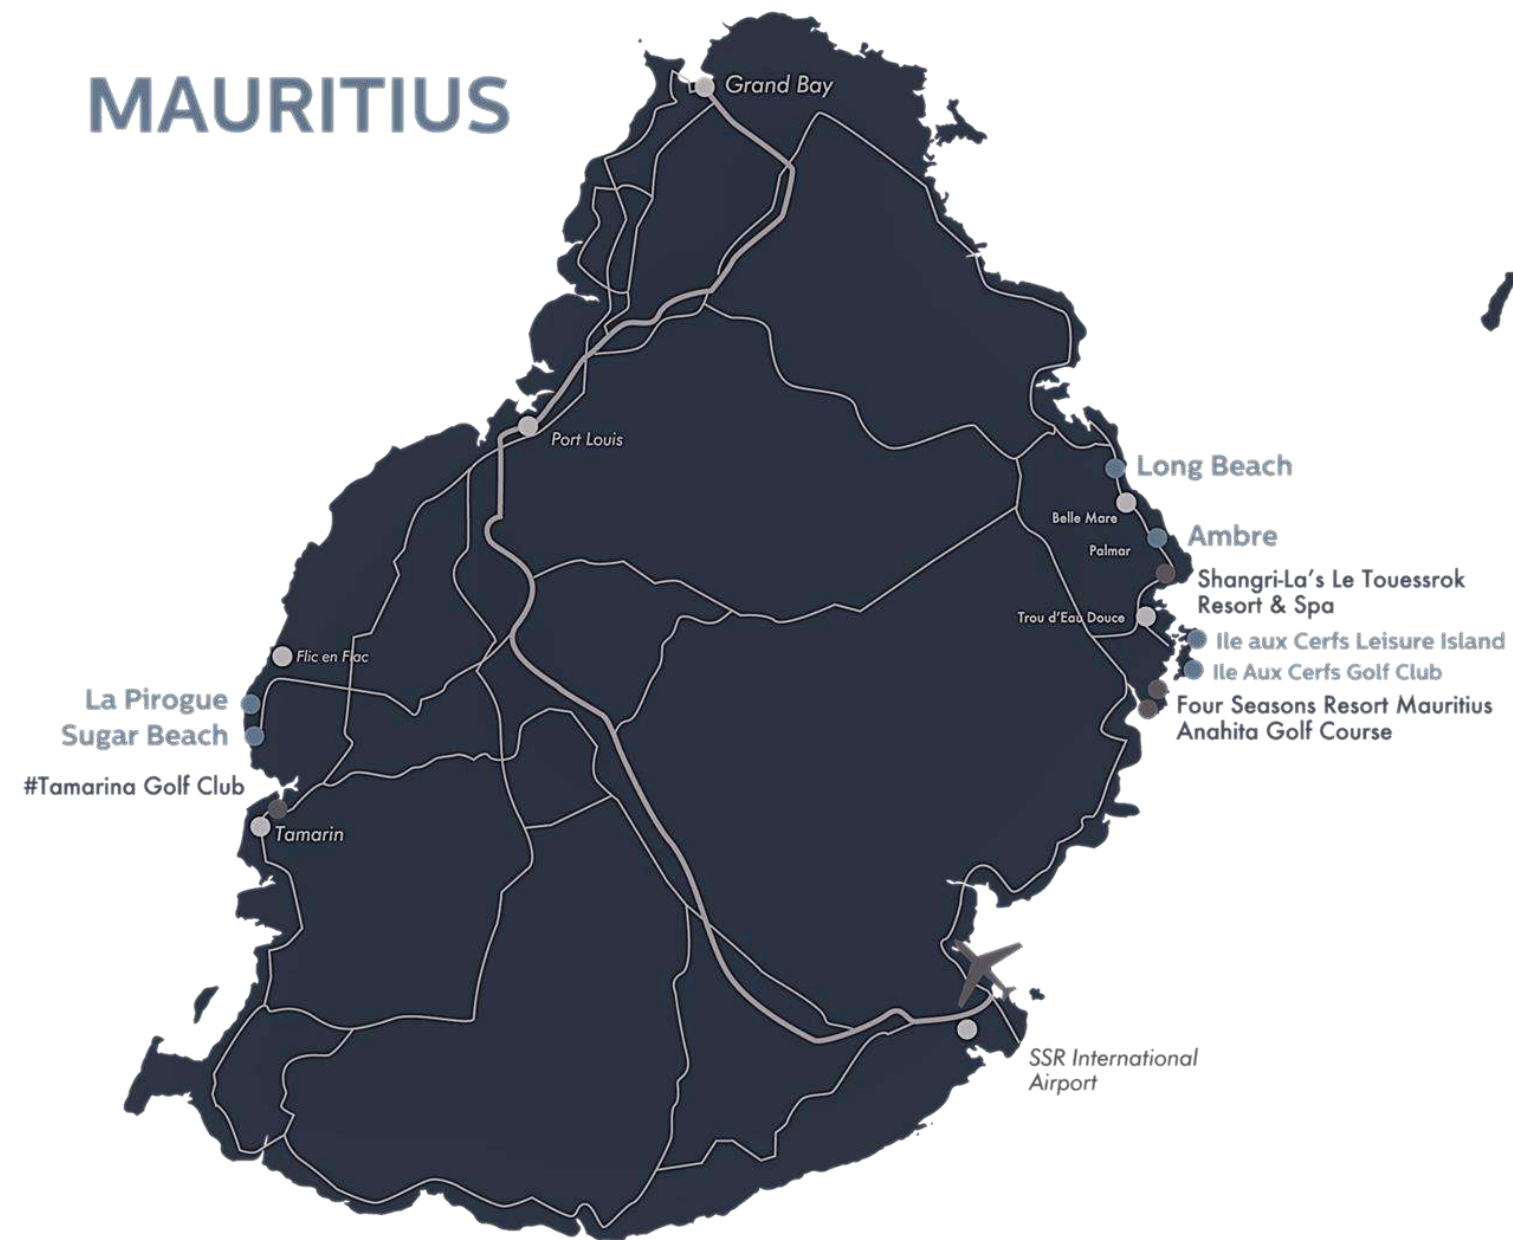 MAURITIUS
Grand Bay
Port Louis
Long Beach
Belle Mare
Ambre
Palmar
Shangri-La's Le Touessrok
Resort & Spa
Trou d'Eau Douce
Ile aux Cerfs Leisure Island
Flic en Flac
Ile Aux Cerfs Golf Club
La Pirogue
Four Seasons Resort Mauritius
Sugar Beach
Anahita Golf Course
#Tamarina Golf Club
Tamarin
SSR International
Airport